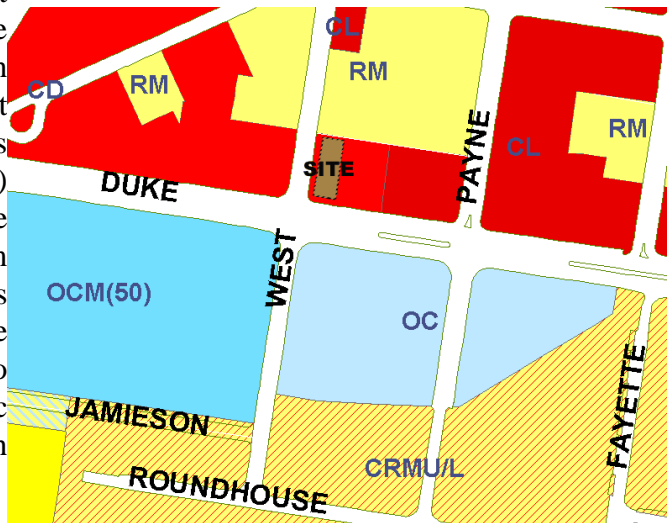 CL
RM
CD
RM
PAYNE
RM
CL
SITE
DUKE
WEST
OCM(50)
OC
JAMIESON
FAYETTE
CRMU/L
ROUNDHOUSE
t
e
n
t
s
)
e
n
s
e
o
c
n